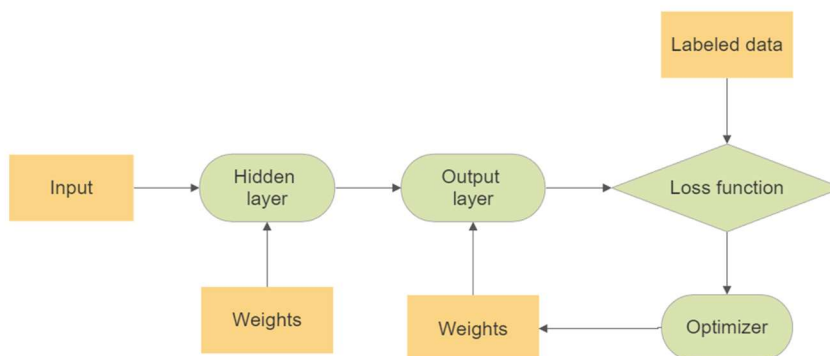 Labeled data
Input
Hidden
layer
Output
layer
Loss function
Weights
Weights
Optimizer